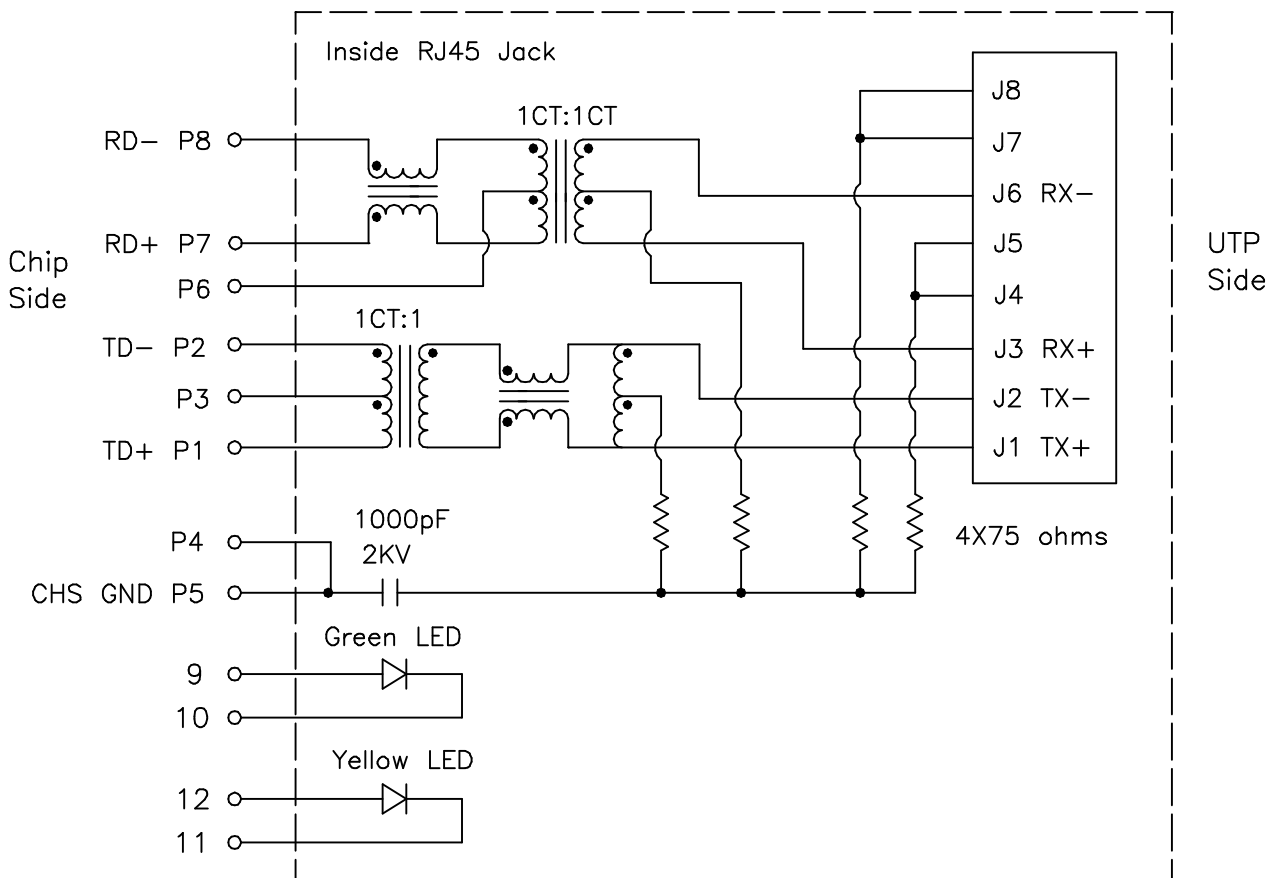 Inside RJ45 Jack
1CT:1CT
RD- P8
RD+ P7
P6
Chip
Side
1CT:1
TD- P2
P3
TD+ P1
1000pF
2KV
P4
CHS GND P5
Green LED
9
10
Yellow LED
12
11
J8
J7
J6 RX-
J5
J4
J3 RX+
J2 TX-
J1 TX+
4X75 ohms
UTP
Side